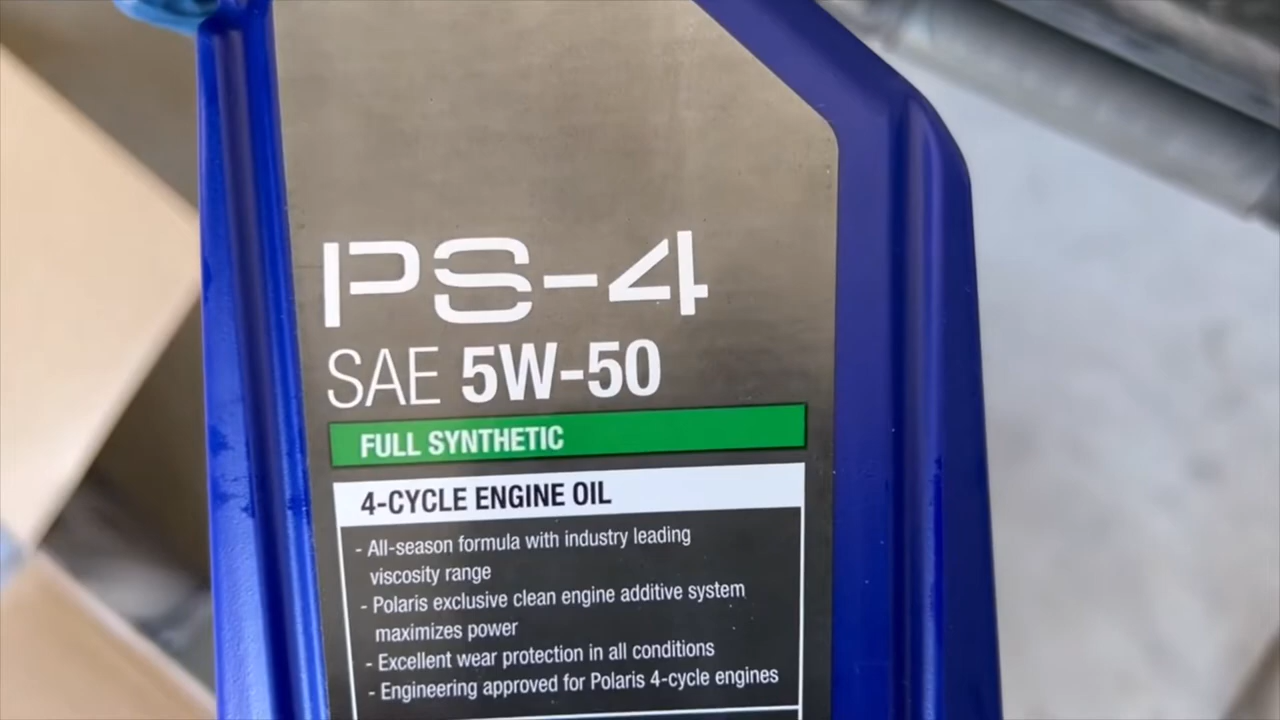 PS-4
SAE 5W-50
FULL SYNTHETIC
4-CYCLE ENGINE OIL
- All-season formula with industry leading
viscosity range
- Polaris exclusive clean engine additive system
maximizes power
- Excellent wear protection in all conditions
- Engineering approved for Polaris 4-cycle engines